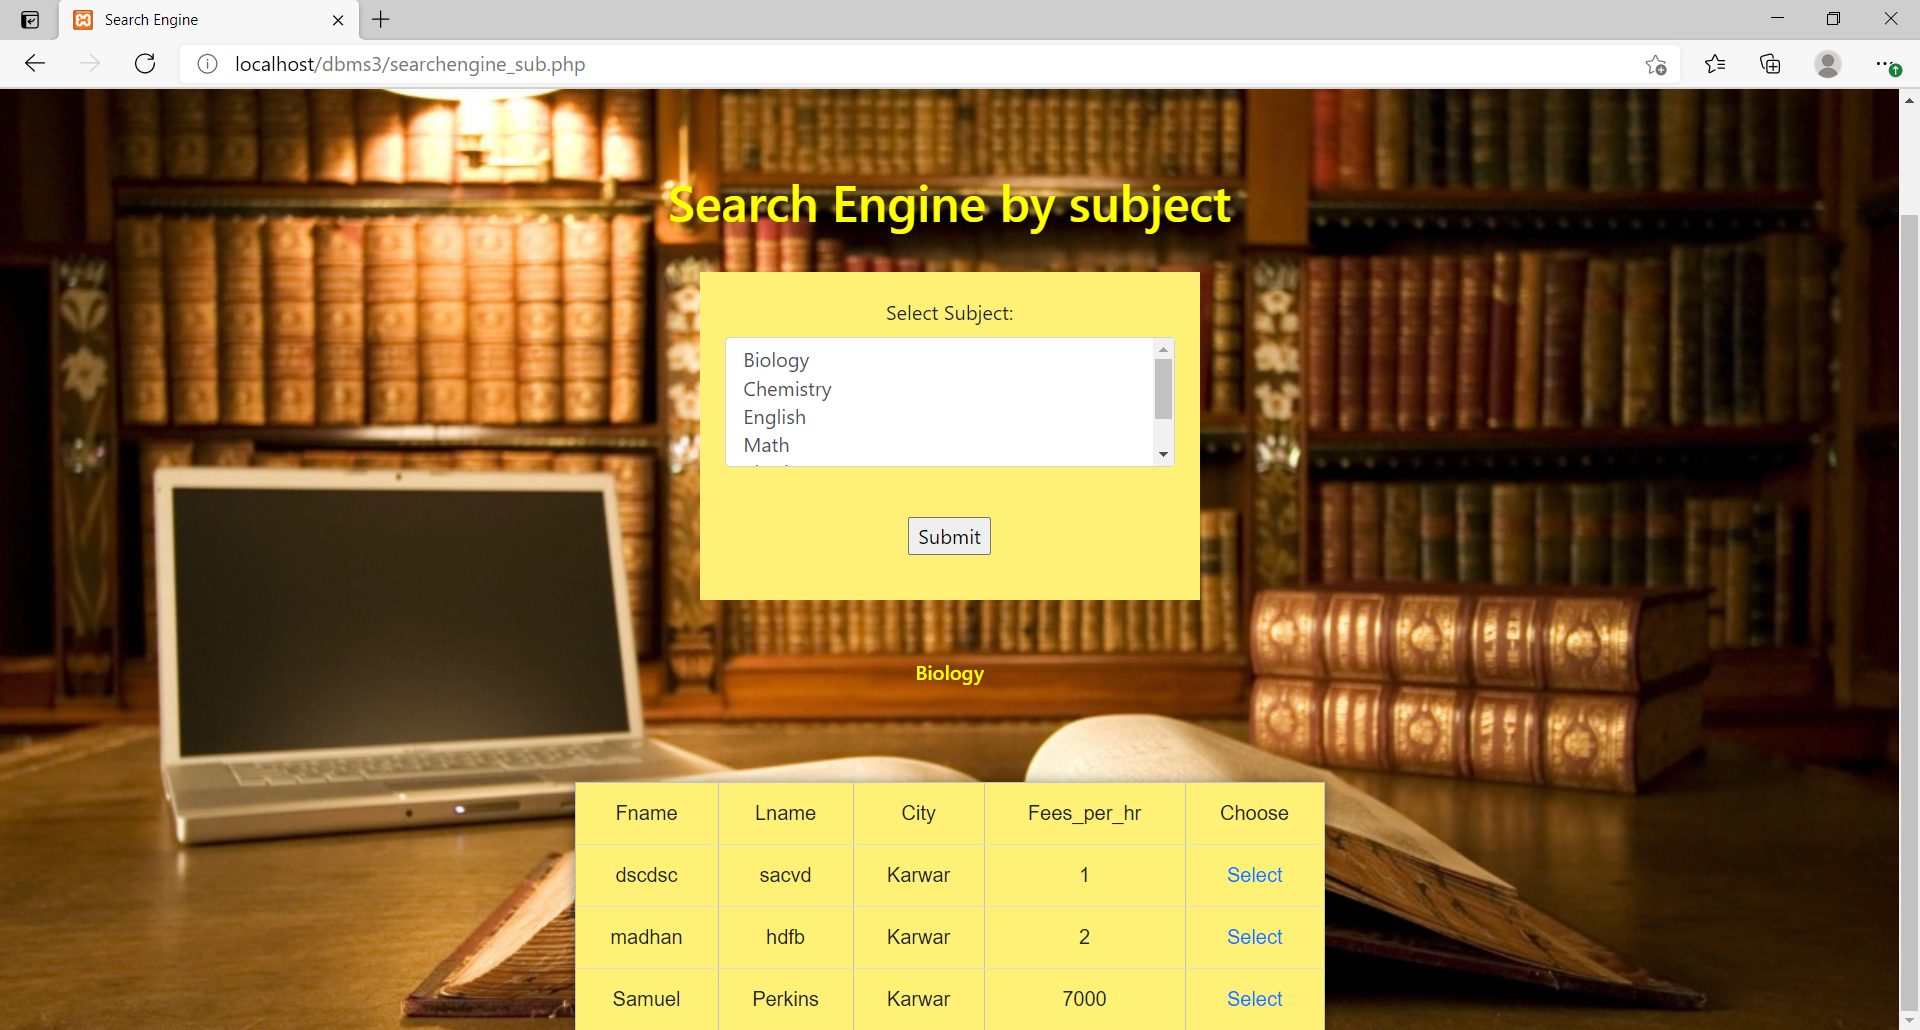 Search Engine
localhost/dbms3/searchengine_sub.php
Search Engine by subject
Select Subject:
Biology
Chemistry
English
Math
Submit
Biology
Fname Lname City Fees_per_hr Choose
dscdsc sacvd Karwar 1 Select
madhan hdfb Karwar 2 Select
Samuel Perkins Karwar 7000 Select